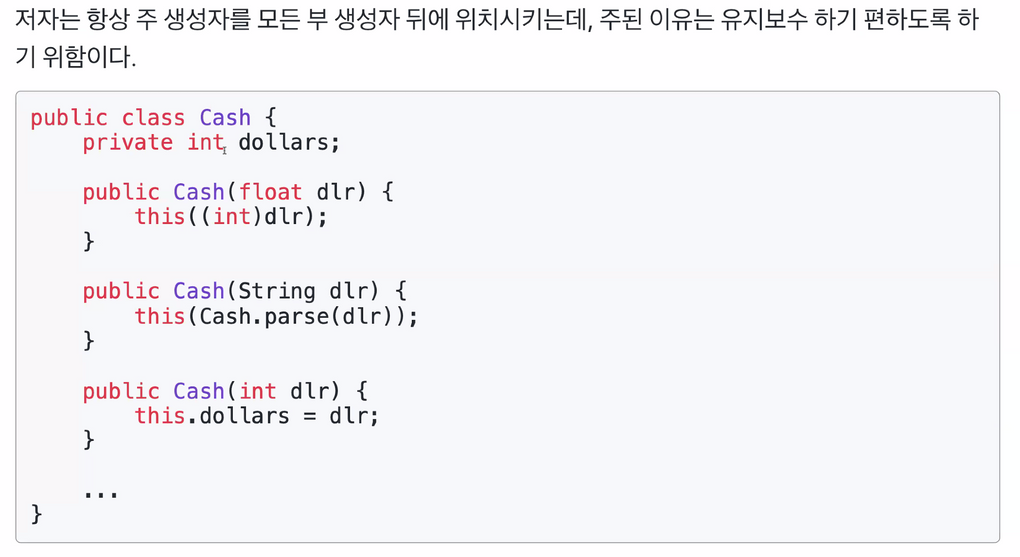 저자는 항상 주 생성자를 모든 부 생성자 뒤에 위치시키는데, 주된 이유는 유지보수 하기 편하도록 하
기 위함이다.
public class Cash {
    private int dollars;
    public Cash(float dlr) {
        this((int)dlr);
    }
    public Cash(String dlr) {
        this(Cash.parse(dlr));
    }
    public Cash(int dlr) {
        this.dollars = dlr;
    }
    ...
}